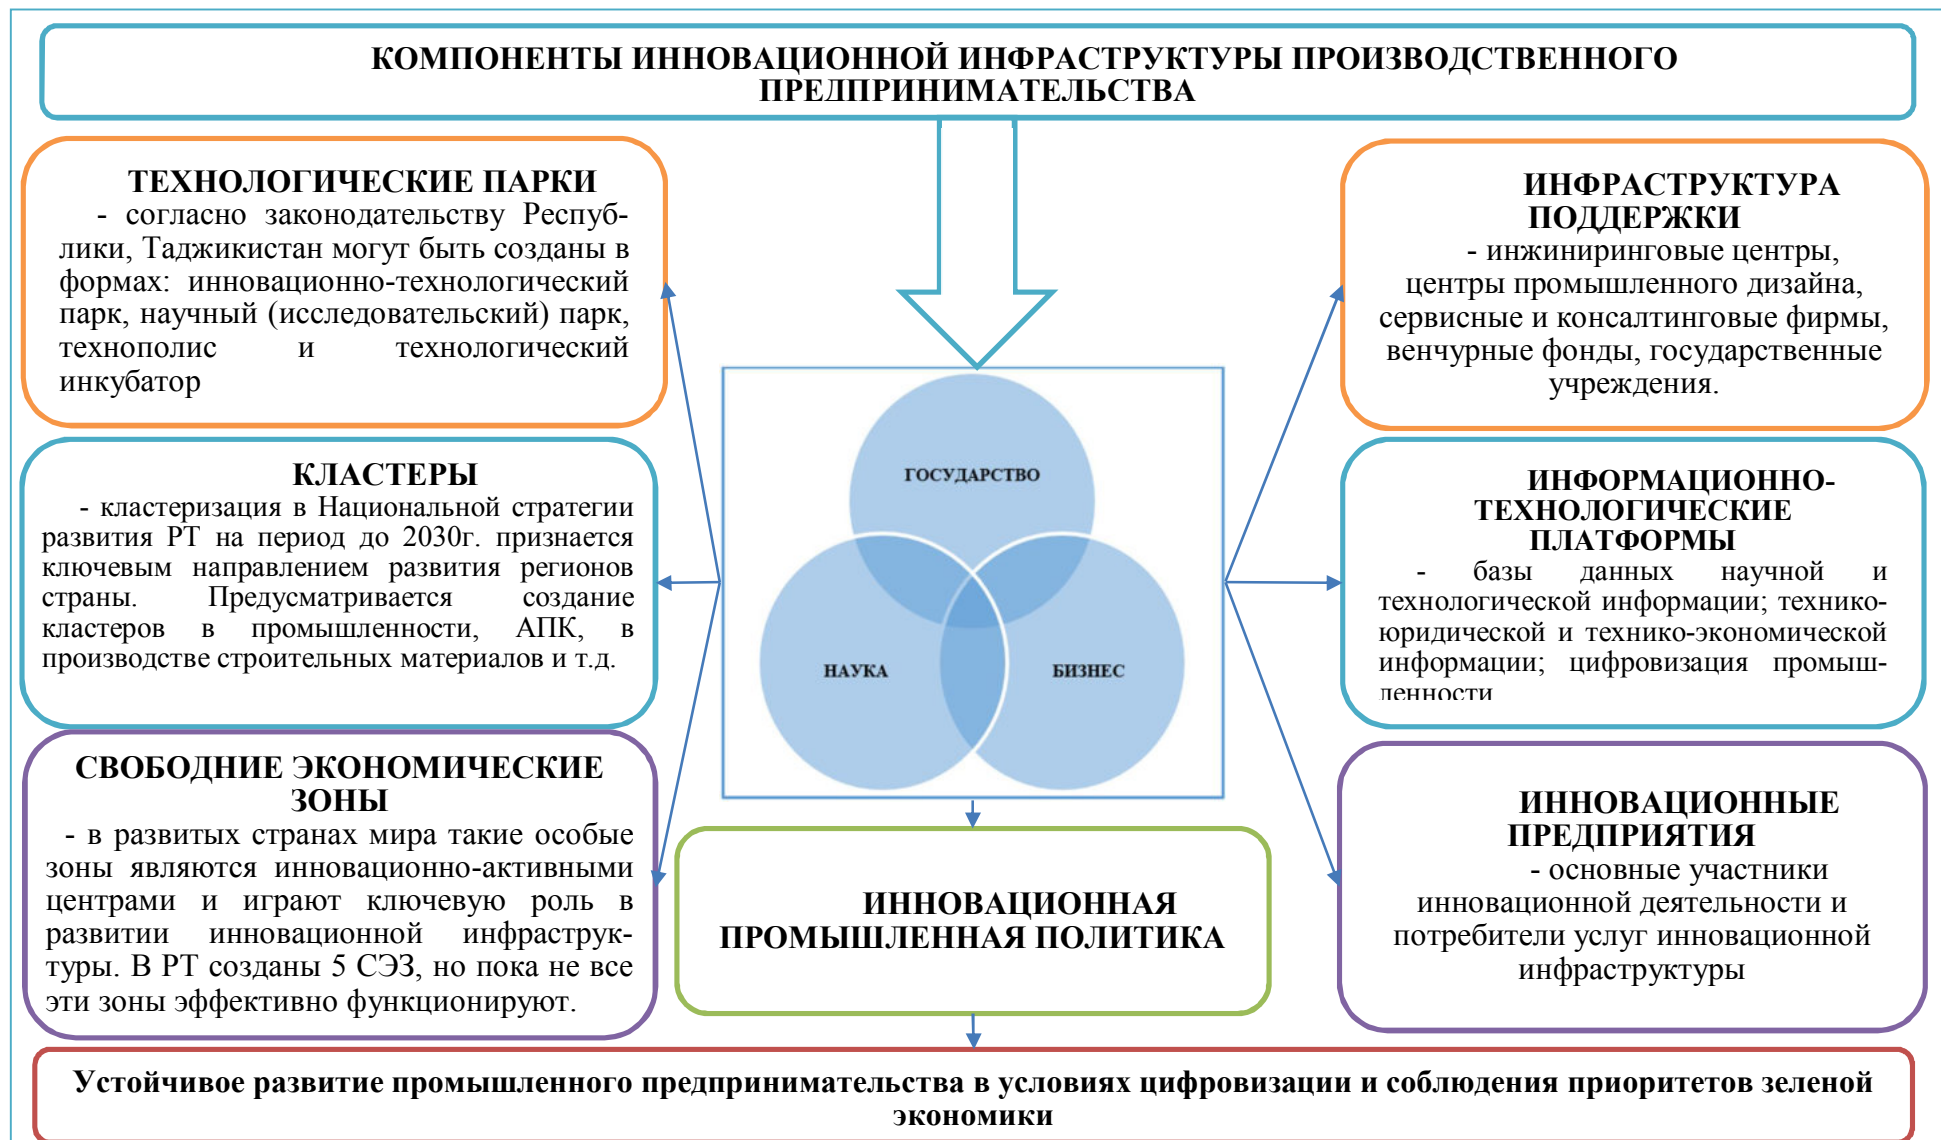 КОМПОНЕНТЫ ИННОВАЦИОННОЙ ИНФРАСТРУКТУРЫ ПРОИЗВОДСТВЕННОГО
ПРЕДПРИНИМАТЕЛЬСТВА
ТЕХНОЛОГИЧЕСКИЕ ПАРКИ
- согласно законодательству Респуб-
лики, Таджикистан могут быть созданы в
формах: инновационно-технологический
парк, научный (исследовательский) парк,
технополис и технологический
инкубатор
КЛАСТЕРЫ
- кластеризация в Национальной стратегии
развития РТ на период до 2030г. признается
ключевым направлением развития регионов
страны. Предусматривается создание
кластеров в промышленности, АПК, в
производстве строительных материалов и т.д.
СВОБОДНИЕ ЭКОНОМИЧЕСКИЕ
ЗОНЫ
- в развитых странах мира такие особые
зоны являются инновационно-активными
центрами и играют ключевую роль в
развитии инновационной инфраструк-
туры. В РТ созданы 5 СЭЗ, но пока не все
эти зоны эффективно функционируют.
ГОСУДАРСТВО
НАУКА
БИЗНЕС
ИННОВАЦИОННАЯ
ПРОМЫШЛЕННАЯ ПОЛИТИКА
ИНФРАСТРУКТУРА
ПОДДЕРЖКИ
- инжиниринговые центры,
центры промышленного дизайна,
сервисные и консалтинговые фирмы,
венчурные фонды, государственные
учреждения.
ИНФОРМАЦИОННО-
ТЕХНОЛОГИЧЕСКИЕ
ПЛАТФОРМЫ
- базы данных научной и
технологической информации; технико-
юридической и технико-экономической
информации; цифровизация промыш-
ленности
ИННОВАЦИОННЫЕ
ПРЕДПРИЯТИЯ
- основные участники
инновационной деятельности и
потребители услуг инновационной
инфраструктуры
Устойчивое развитие промышленного предпринимательства в условиях цифровизации и соблюдения приоритетов зеленой
экономики